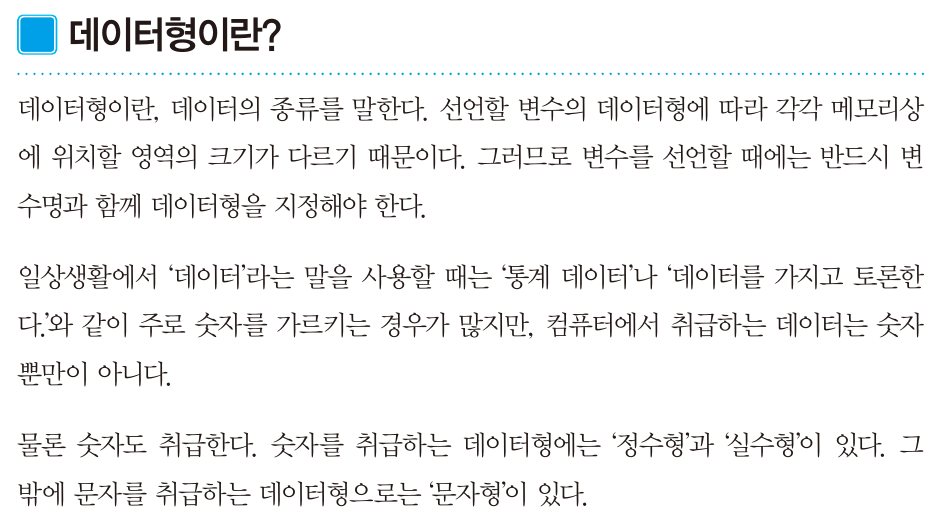 데이터형이란?
데이터형이란, 데이터의 종류를 말한다. 선언할 변수의 데이터형에 따라 각각 메모리상
에 위치할 영역의 크기가 다르기 때문이다. 그러므로 변수를 선언할 때에는 반드시 변
수명과 함께 데이터형을 지정해야 한다.
일상생활에서 ‘데이터’라는 말을 사용할 때는 ‘통계 데이터’나 ‘데이터를 가지고 토론한
다.’와 같이 주로 숫자를 가르키는 경우가 많지만, 컴퓨터에서 취급하는 데이터는 숫자
뿐만이 아니다.
물론 숫자도 취급한다. 숫자를 취급하는 데이터형에는 ‘정수형’과 ‘실수형’이 있다. 그
밖에 문자를 취급하는 데이터형으로는 ‘문자형’이 있다.